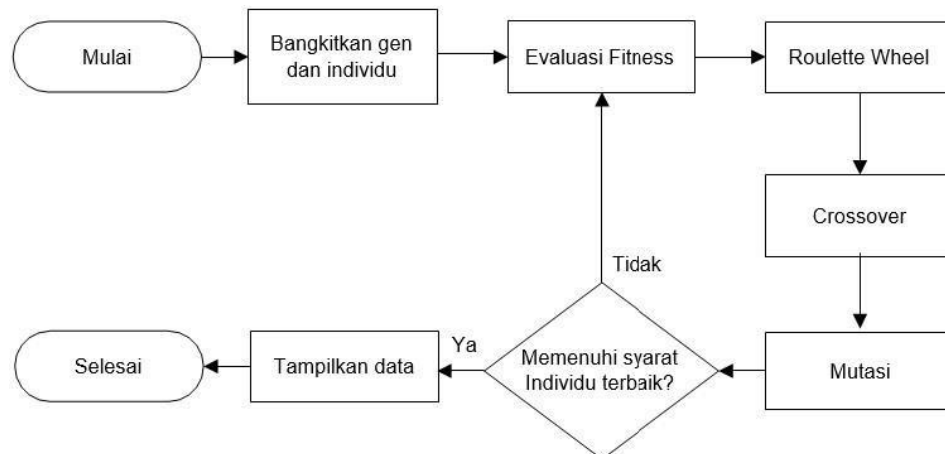 Mulai
Bangkitkan gen
dan individu
Evaluasi Fitness
Roulette Wheel
Crossover
Mutasi
Memenuhi syarat
Individu terbaik?
Tidak
Ya
Tampilkan data
Selesai